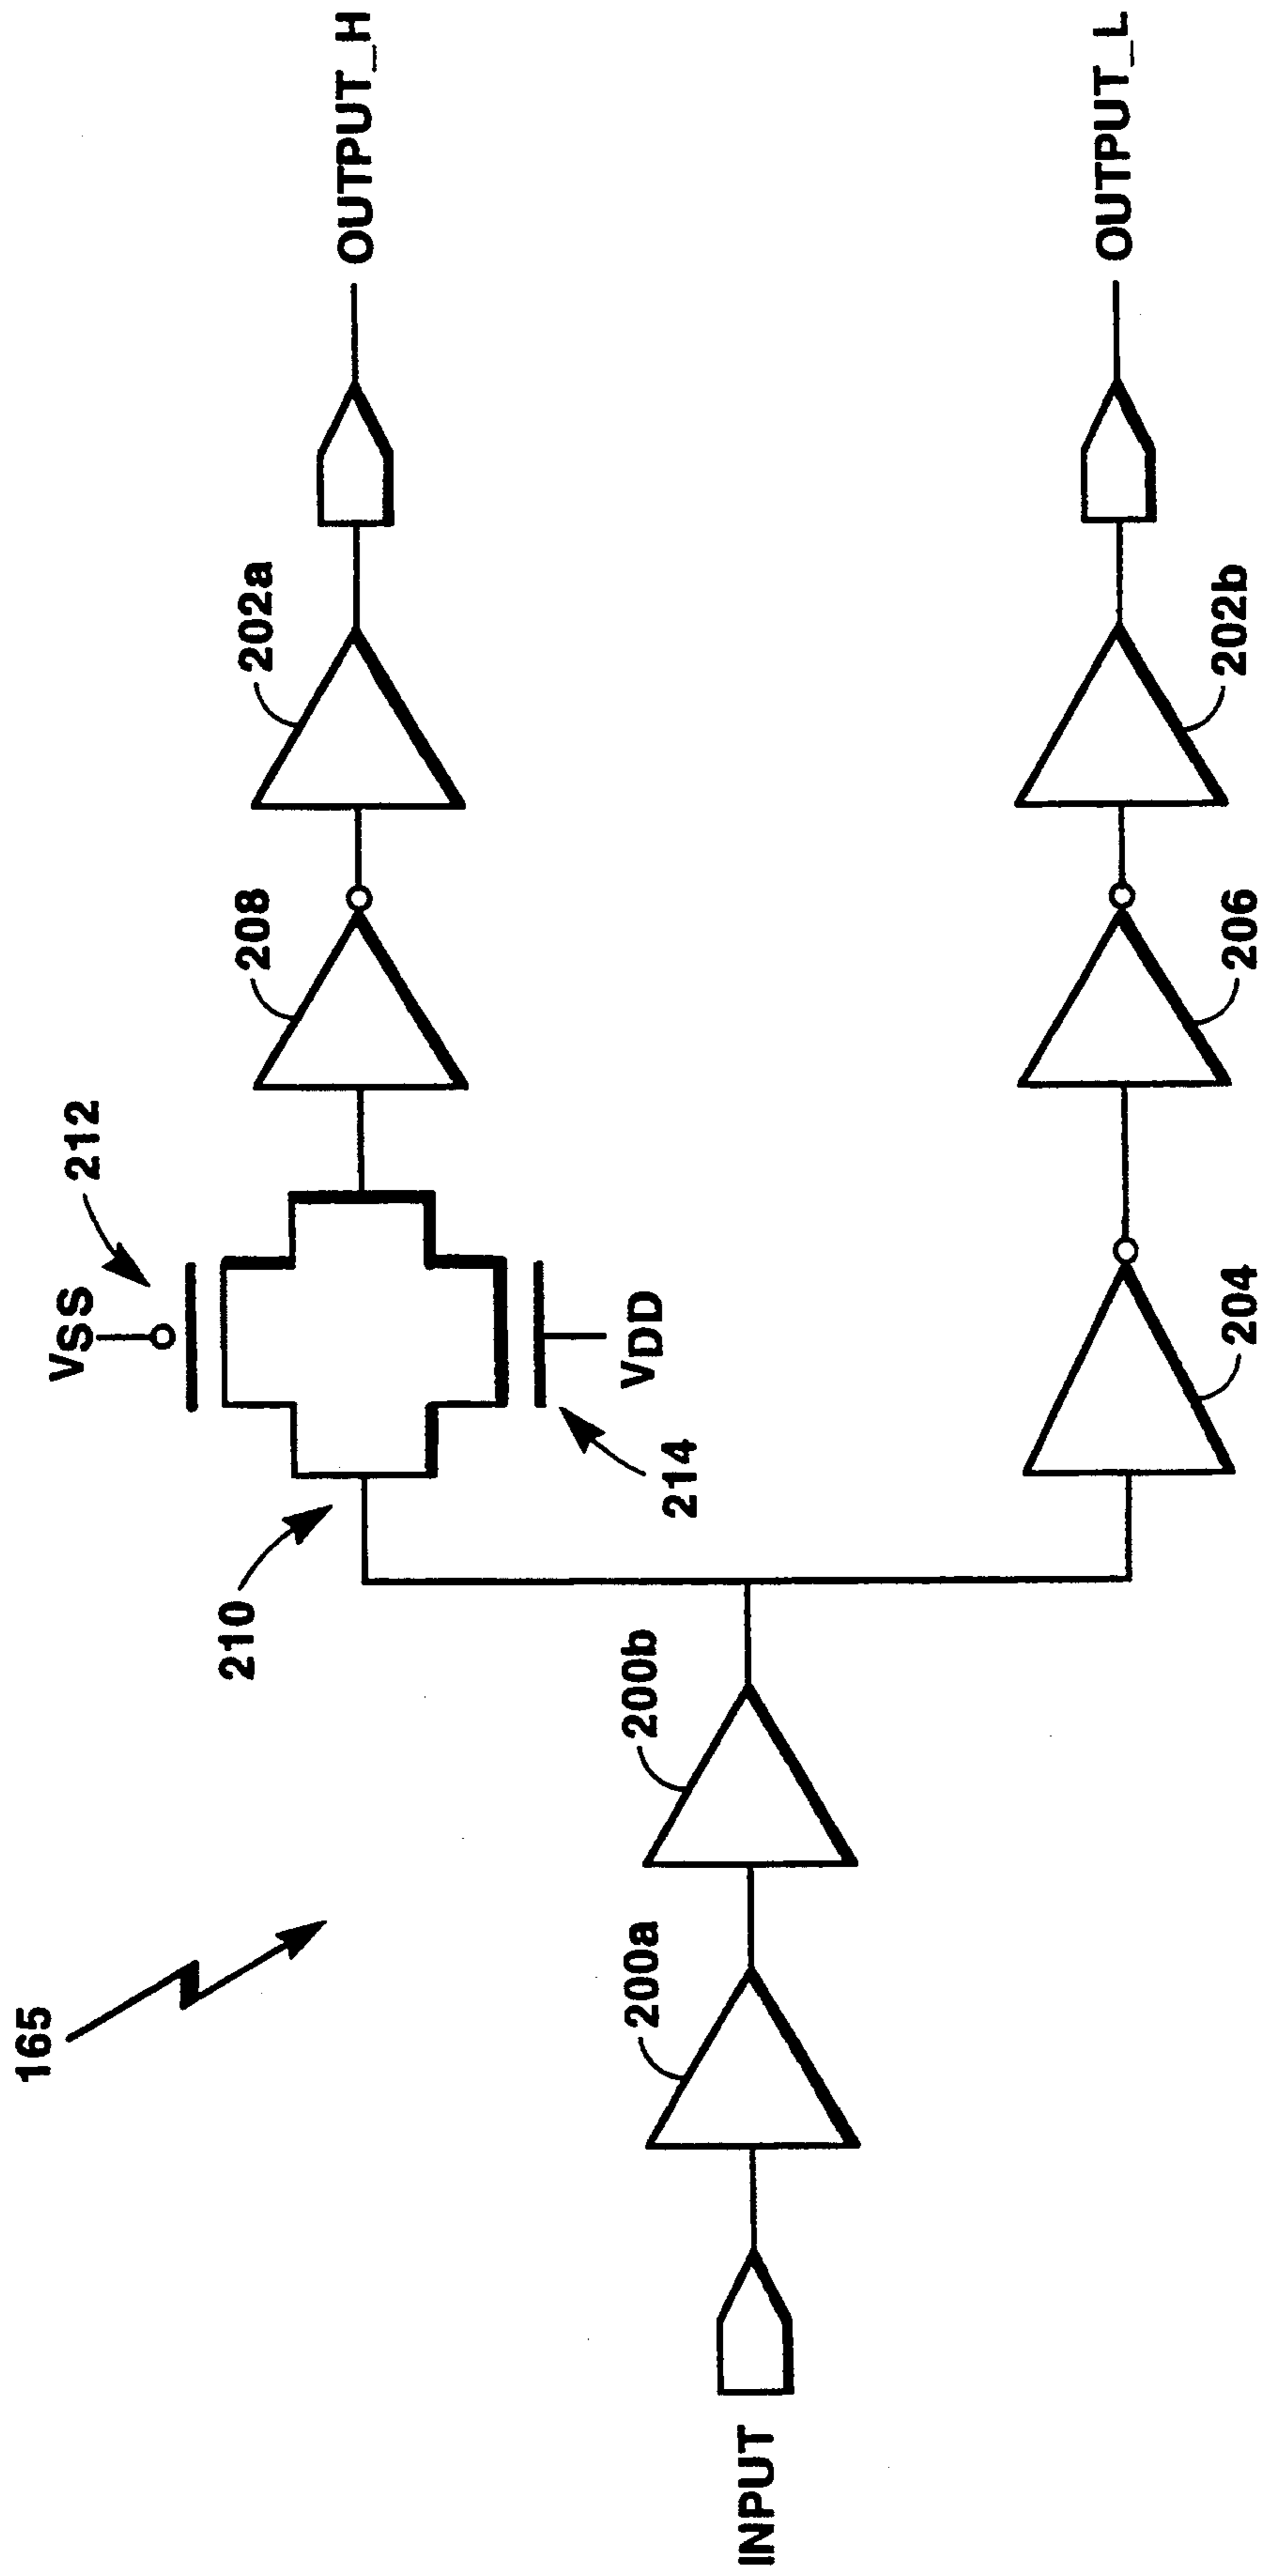 165
INPUT
200a
200b
210
212
VSS
214
VDD
208
202a
OUTPUT_H
204
206
202b
OUTPUT_L